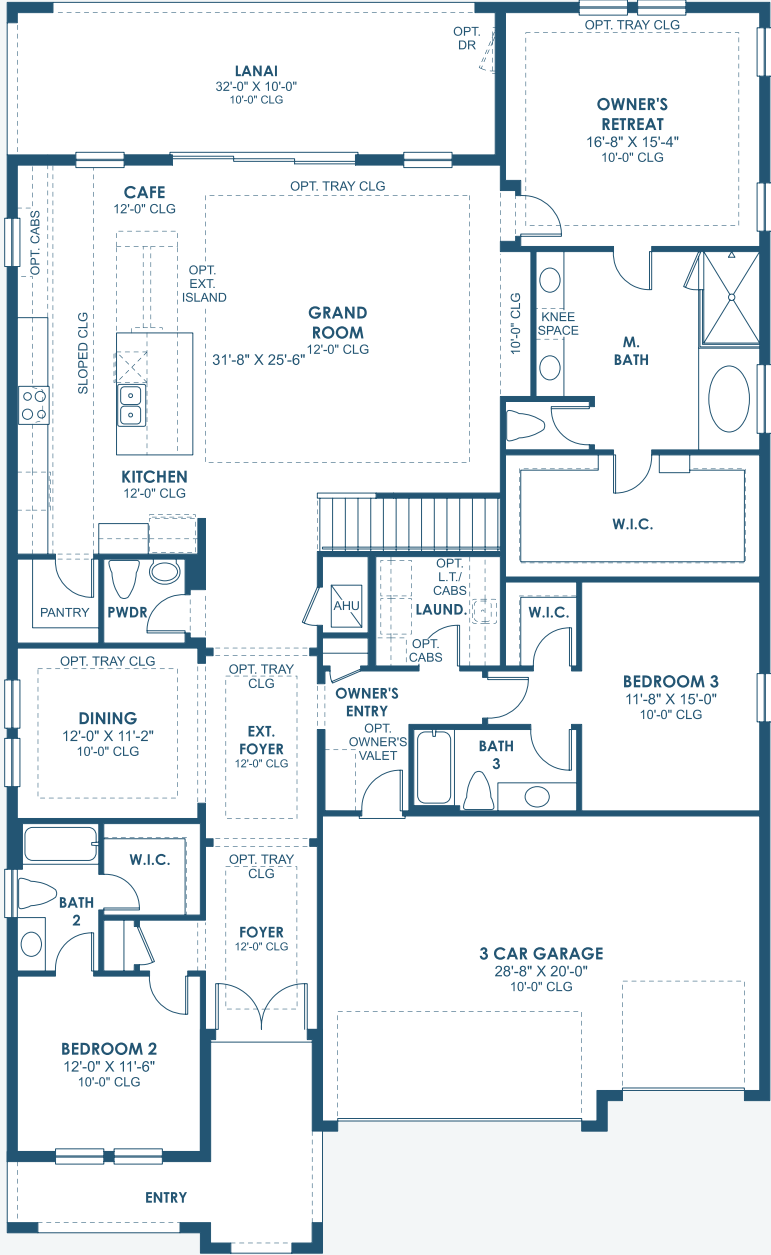 OPT. TRAY CLG
OPT.
DR
LANAI
32'-0" X 10'-0"
10'-0" CLG
OWNER'S
RETREAT
16'-8" X 15'-4"
10'-0" CLG
CAFE
12'-0" CLG
OPT. TRAY CLG
OPT. CABS
OPT.
EXT.
ISLAND
SLOPED CLG
GRAND
ROOM
12'-0" CLG
31'-8" X 25'-6"
10'-0" CLG
KNEE
SPACE
M.
BATH
KITCHEN
12'-0" CLG
W.I.C.
PANTRY
PWDR
AHU
OPT.
L.T./
CABS
LAUND.
OPT.
CABS
W.I.C.
OPT. TRAY CLG
DINING
12'-0" X 11'-2"
10'-0" CLG
OPT. TRAY
CLG
EXT.
FOYER
12'-0" CLG
OWNER'S
ENTRY
OPT.
OWNER'S
VALET
BATH
3
BEDROOM 3
11'-8" X 15'-0"
10'-0" CLG
W.I.C.
BATH
2
OPT. TRAY
CLG
FOYER
12'-0" CLG
3 CAR GARAGE
28'-8" X 20'-0"
10'-0" CLG
BEDROOM 2
12'-0" X 11'-6"
10'-0" CLG
ENTRY